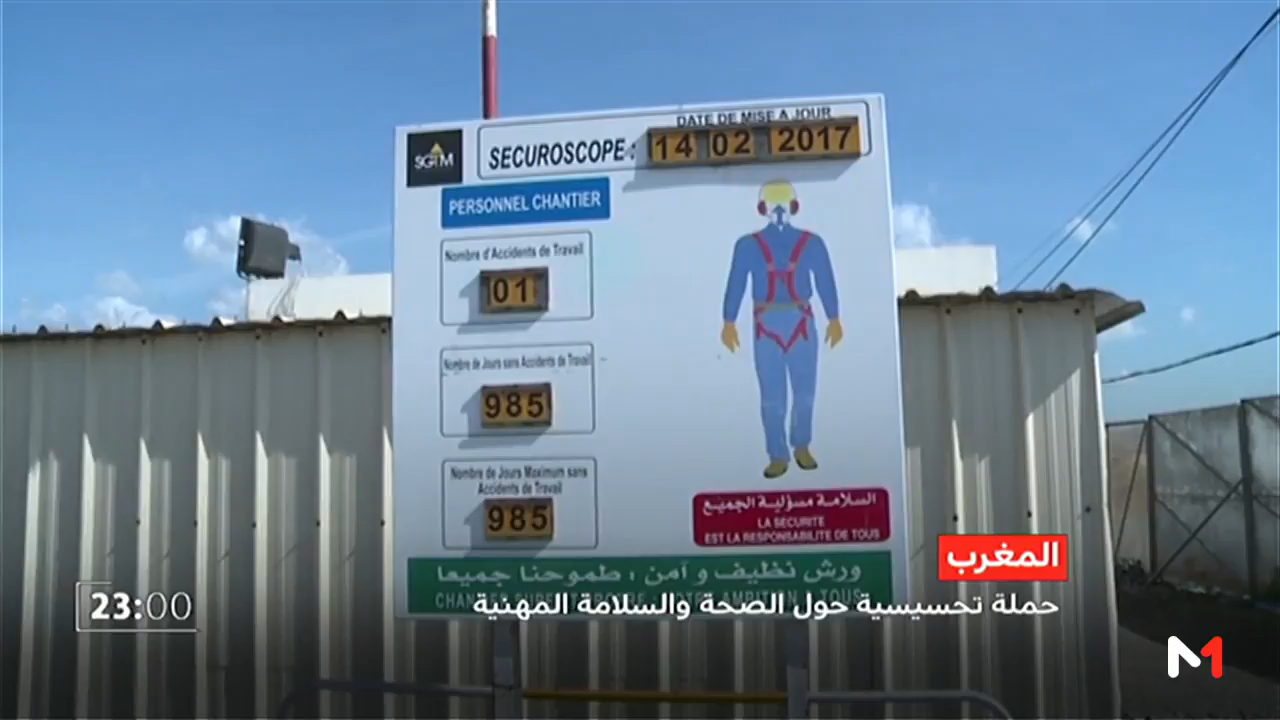 SGTM
SECUROSCOPE :
DATE DE MISE A JOUR
14 02 2017
PERSONNEL CHANTIER
Nombre d'Accidents de Travail
01
Nombre de Jours sans Accidents de Travail
985
Nombre de Jours Maximum sans
Accidents de Travail
985
السلامة مسؤلية الجميع
LA SECURITE
EST LA RESPONSABILITE DE TOUS
ورش نظيف و آمن : طموحنا جميعا
المغرب
حملة تحسيسية حول الصحة والسلامة المهنية
23:00
M1